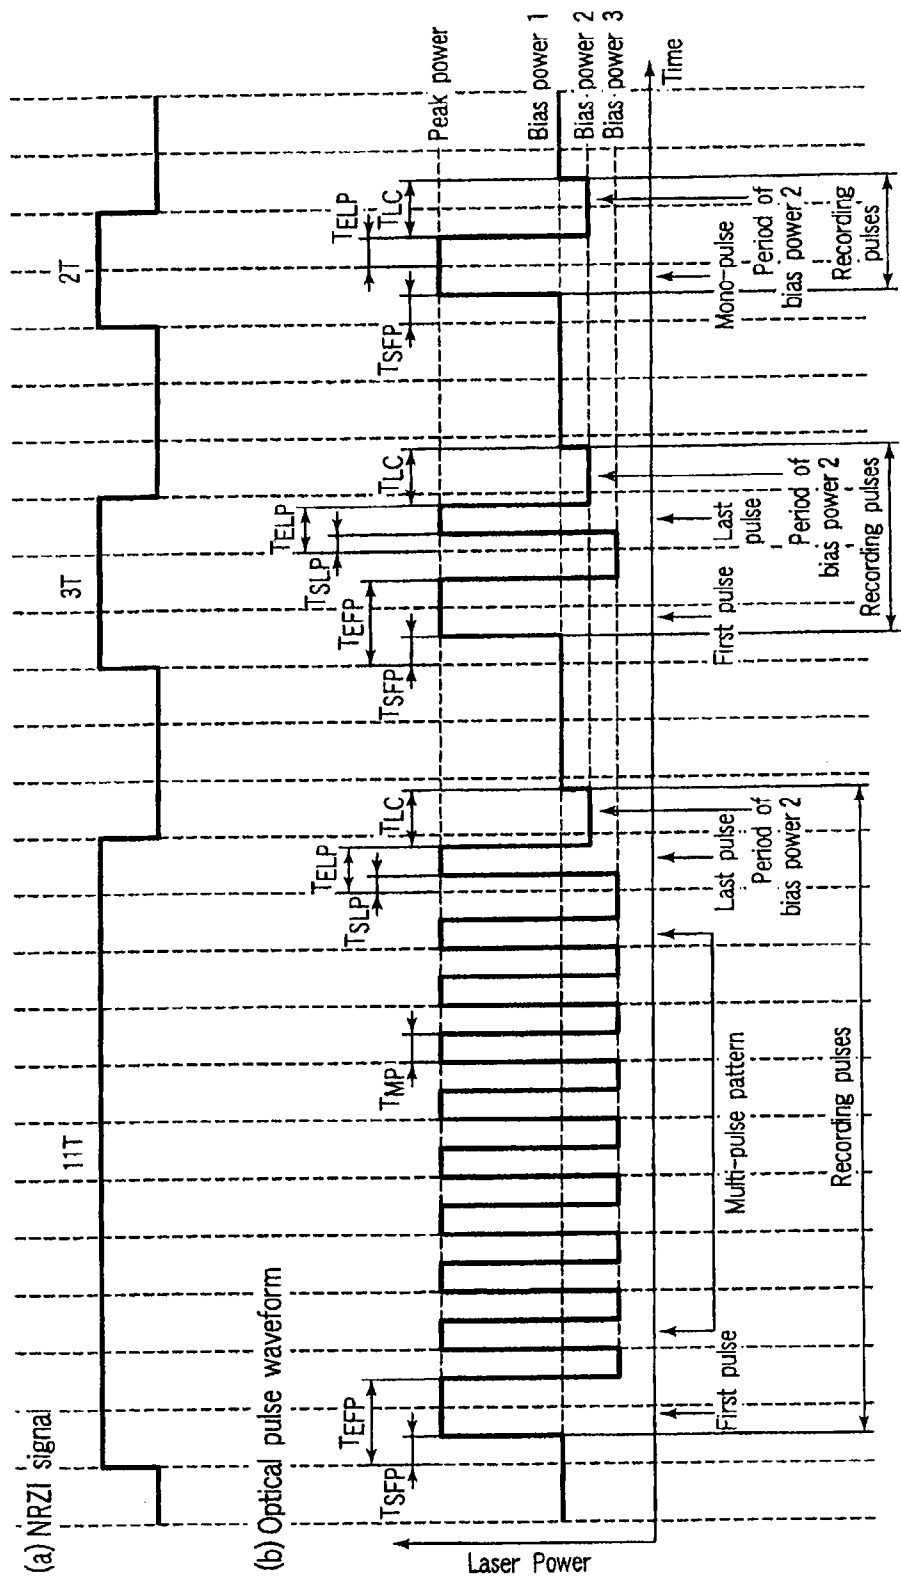 (a) NRZI signal
11T
3T
2T
(b) Optical pulse waveform
TSFP
TEFP
TMP
TSLP
TELP
TLC
TSFP
TEFP
TSLP
TELP
TLC
TSFP
TELP
TLC
Peak power
Bias power 1
Bias power 2
Bias power 3
Laser Power
Time
First pulse
Multi-pulse pattern
Last pulse
Period of
bias power 2
Recording pulses
First pulse
Last
pulse
Period of
bias power 2
Recording pulses
Mono-pulse
Period of
bias power 2
Recording
pulses